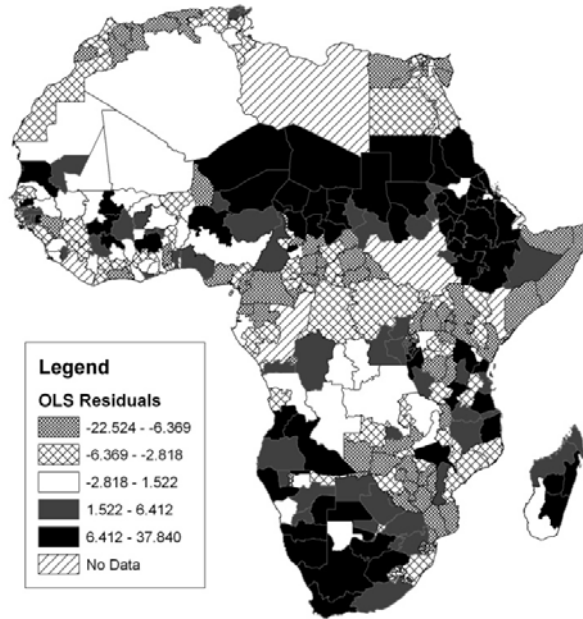 Legend
OLS Residuals
-22.524 - -6.369
-6.369 - -2.818
-2.818 - 1.522
1.522 - 6.412
6.412 - 37.840
No Data